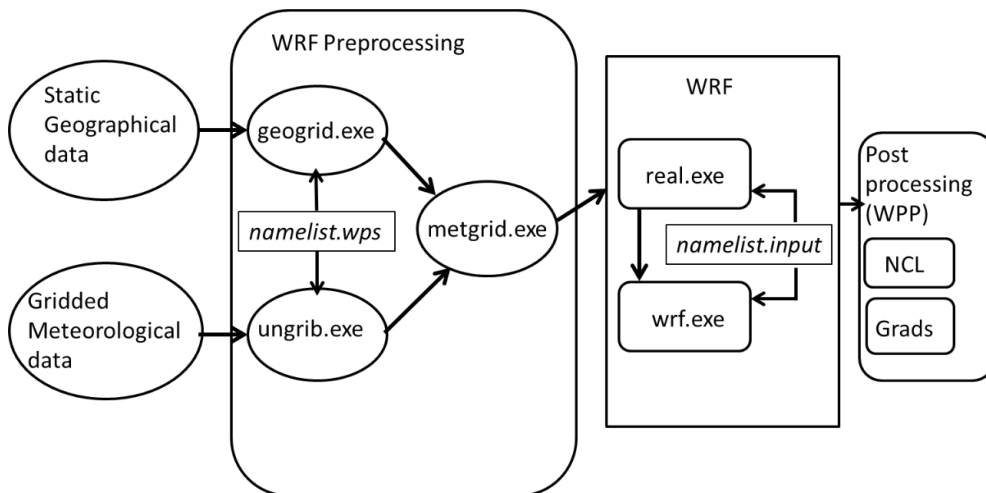 WRF Preprocessing
Static
Geographical
data
geogrid.exe
namelist.wps
metgrid.exe
Gridded
Meteorological
data
ungrib.exe
WRF
real.exe
namelist.input
wrf.exe
Post
processing
(WPP)
NCL
Grads